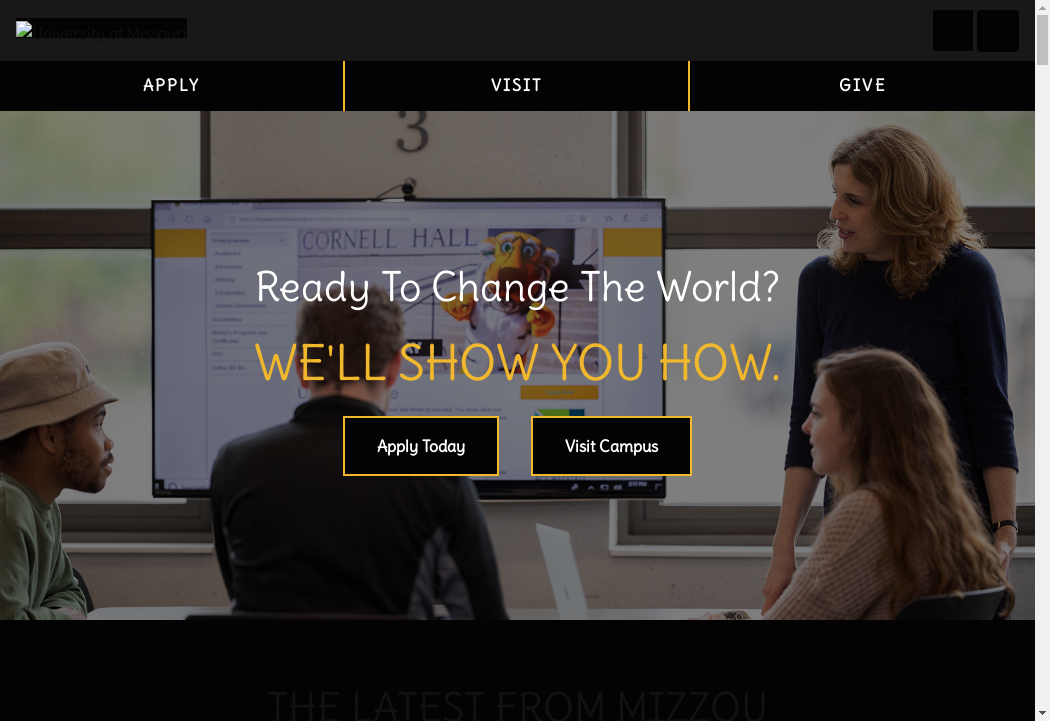 University of Missouri
APPLY
VISIT
GIVE
3
CORNELL HALL
Ready To Change The World?
WE'LL SHOW YOU HOW.
Apply Today
Visit Campus
THE LATEST FROM MIZZOU